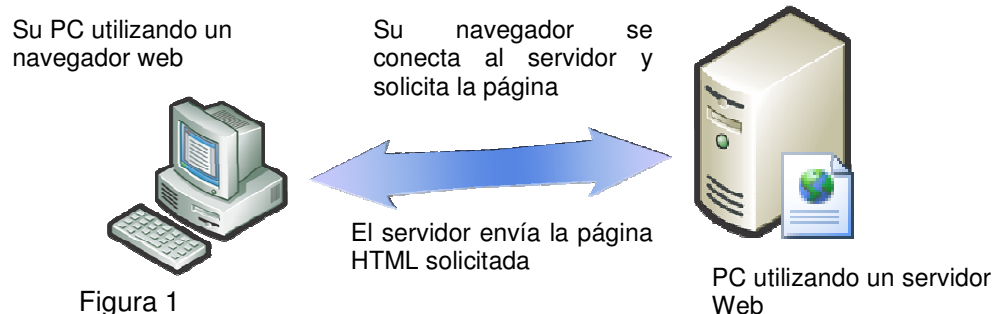 Su PC utilizando un
navegador web
Su navegador se
conecta al servidor y
solicita la página
El servidor envía la página
HTML solicitada
PC utilizando un servidor
Web
Figura 1